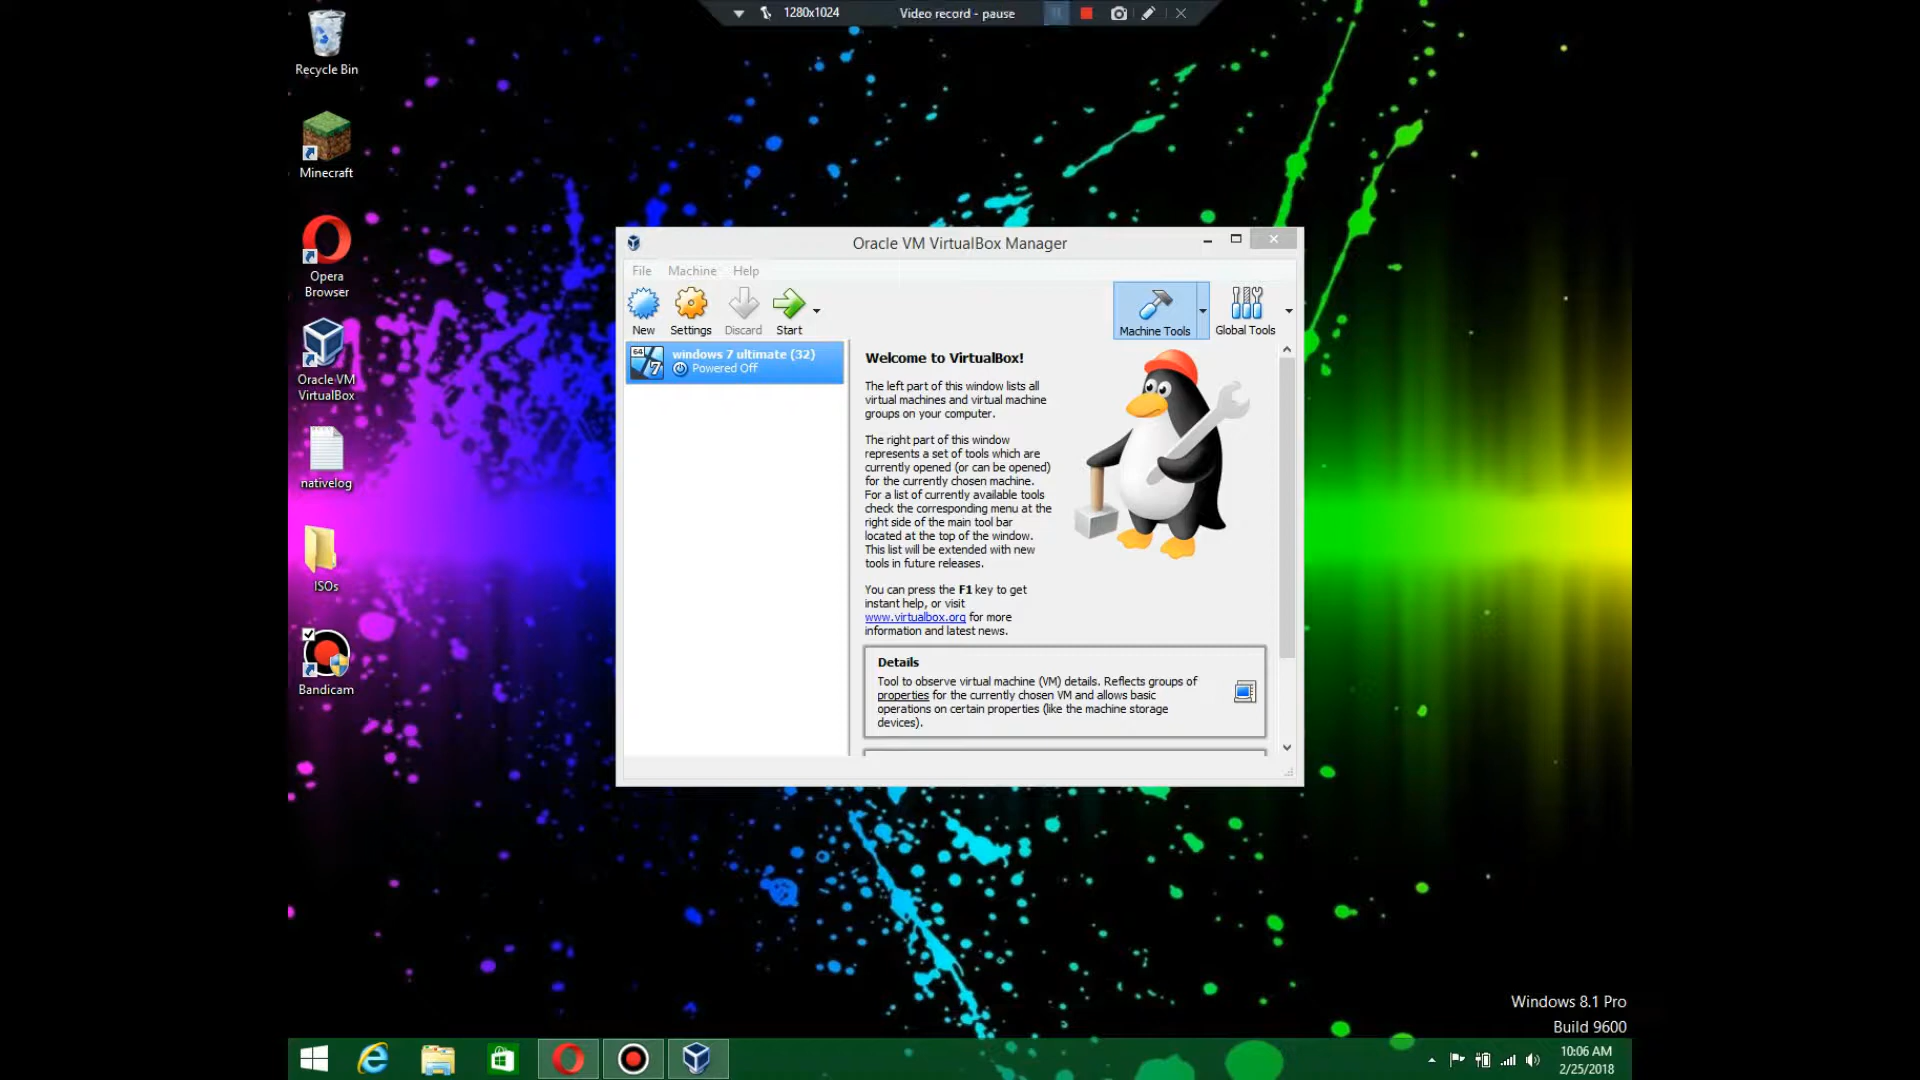 1280x1024
Video record - pause
Recycle Bin
Minecraft
Opera
Browser
Oracle VM
VirtualBox
nativelog
ISOs
Bandicam
Oracle VM VirtualBox Manager
File
Machine
Help
New
Settings
Discard
Start
Machine Tools
Global Tools
64
7
windows 7 ultimate (32)
Powered Off
Welcome to VirtualBox!
The left part of this window lists all
virtual machines and virtual machine
groups on your computer.
The right part of this window
represents a set of tools which are
currently opened (or can be opened)
for the currently chosen machine.
For a list of currently available tools
check the corresponding menu at the
right side of the main tool bar
located at the top of the window.
This list will be extended with new
tools in future releases.
You can press the F1 key to get
instant help, or visit
www.virtualbox.org for more
information and latest news.
Details
Tool to observe virtual machine (VM) details. Reflects groups of
properties for the currently chosen VM and allows basic
operations on certain properties (like the machine storage
devices).
Windows 8.1 Pro
Build 9600
10:06 AM
2/25/2018